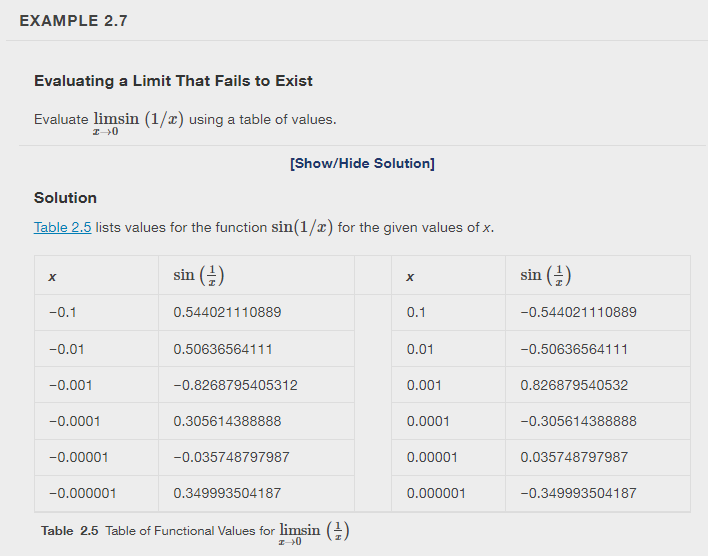 EXAMPLE 2.7
Evaluating a Limit That Fails to Exist
Evaluate lim x→0 sin (1/x) using a table of values.
[Show/Hide Solution]
Solution
Table 2.5 lists values for the function sin(1/x) for the given values of x.
x sin (1/x) x sin (1/x)
−0.1 0.544021110889 0.1 −0.544021110889
−0.01 0.50636564111 0.01 −0.50636564111
−0.001 −0.8268795405312 0.001 0.826879540532
−0.0001 0.305614388888 0.0001 −0.305614388888
−0.00001 −0.035748797987 0.00001 0.035748797987
−0.000001 0.349993504187 0.000001 −0.349993504187
Table 2.5 Table of Functional Values for lim x→0 sin (1/x)